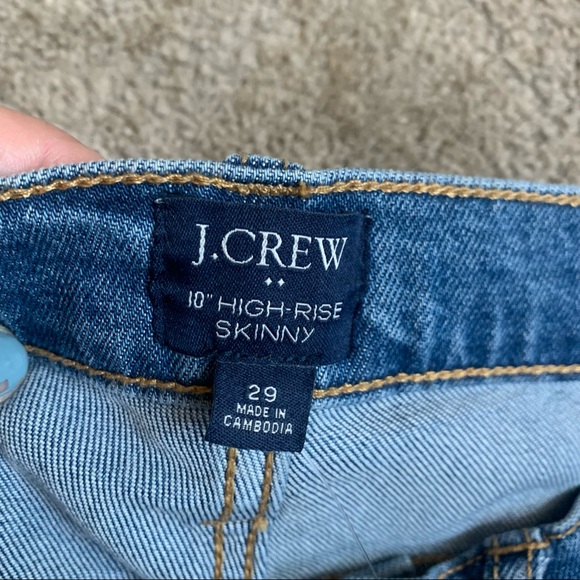 J.CREW
10" HIGH-RISE
SKINNY
29
MADE IN
CAMBODIA